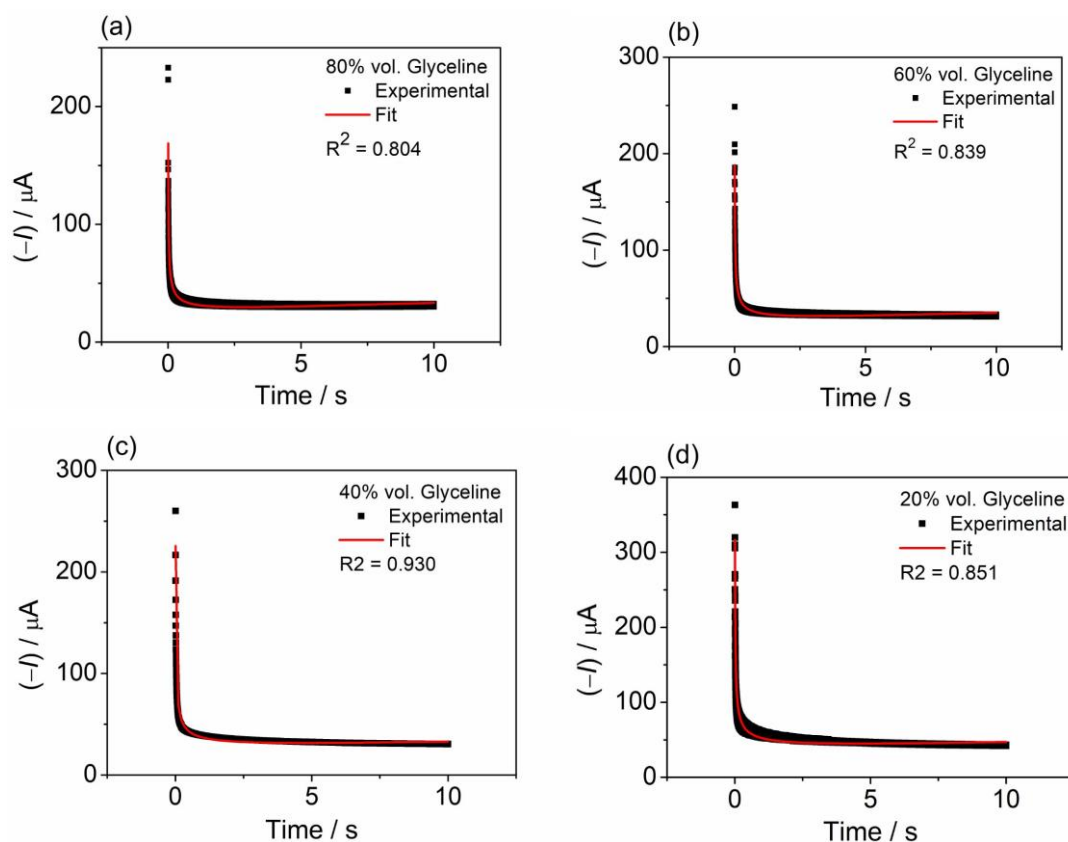 (a)
80% vol. Glyceline
Experimental
Fit
R² = 0.804
200
100
0
(−I) / μA
0
5
10
Time / s
(b)
60% vol. Glyceline
Experimental
Fit
R² = 0.839
300
200
100
0
(−I) / μA
0
5
10
Time / s
(c)
40% vol. Glyceline
Experimental
Fit
R2 = 0.930
300
200
100
0
(−I) / μA
0
5
10
Time / s
(d)
20% vol. Glyceline
Experimental
Fit
R2 = 0.851
400
300
200
100
0
(−I) / μA
0
5
10
Time / s